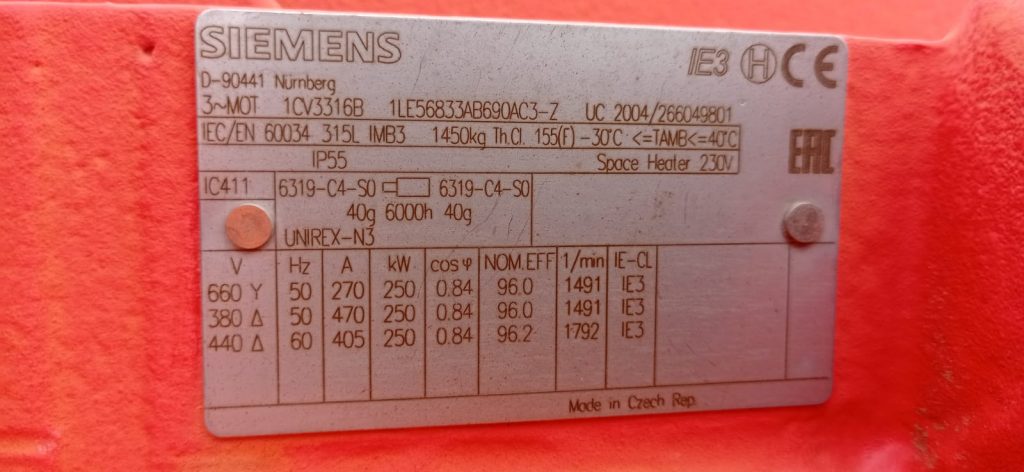 SIEMENS
IE3 H CE
D-90441 Nürnberg
3~MOT 1CV3316B 1LE56833AB690AC3-Z UC 2004/266049801
IEC/EN 60034 315L IMB3 1450kg Th.Cl. 155(F) -30°C <=TAMB<=40°C
EAC
IP55 Space Heater 230V
IC411 6319-C4-S0 6319-C4-S0
40g 6000h 40g
UNIREX-N3
V Hz A kW cos φ NOM.EFF 1/min IE-CL
660 Y 50 270 250 0.84 96.0 1491 IE3
380 Δ 50 470 250 0.84 96.0 1491 IE3
440 Δ 60 405 250 0.84 96.2 1792 IE3
Made in Czech Rep.